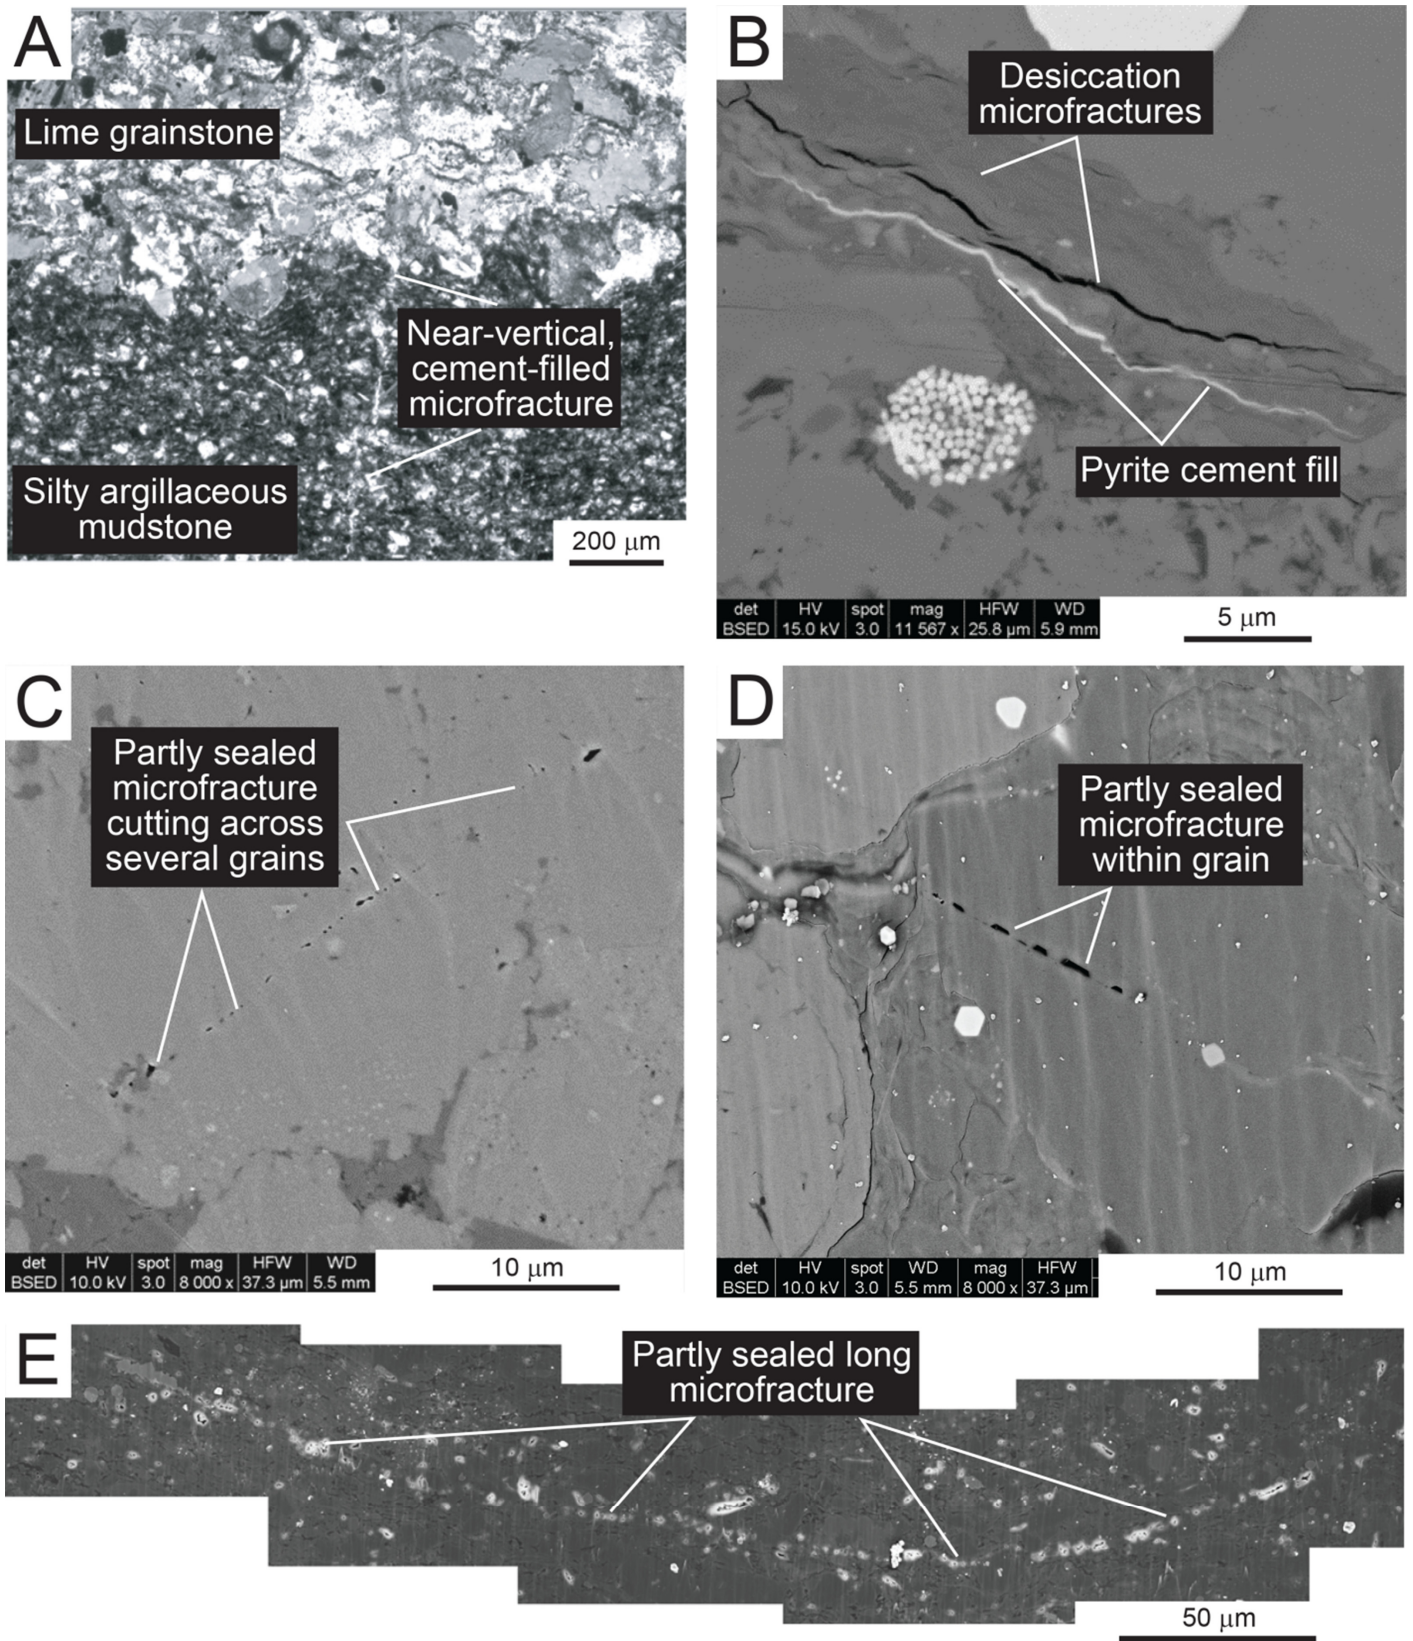 A
Lime grainstone
Near-vertical,
cement-filled
microfracture
Silty argillaceous
mudstone
200 μm
B
Desiccation
microfractures
Pyrite cement fill
det HV spot mag HFW WD
BSED 15.0 kV 3.0 11 567 x 25.8 μm 5.9 mm
5 μm
C
Partly sealed
microfracture
cutting across
several grains
det HV spot mag HFW WD
BSED 10.0 kV 3.0 8 000 x 37.3 μm 5.5 mm
10 μm
D
Partly sealed
microfracture
within grain
det HV spot WD mag HFW
BSED 10.0 kV 3.0 5.5 mm 8 000 x 37.3 μm
10 μm
E
Partly sealed long
microfracture
50 μm